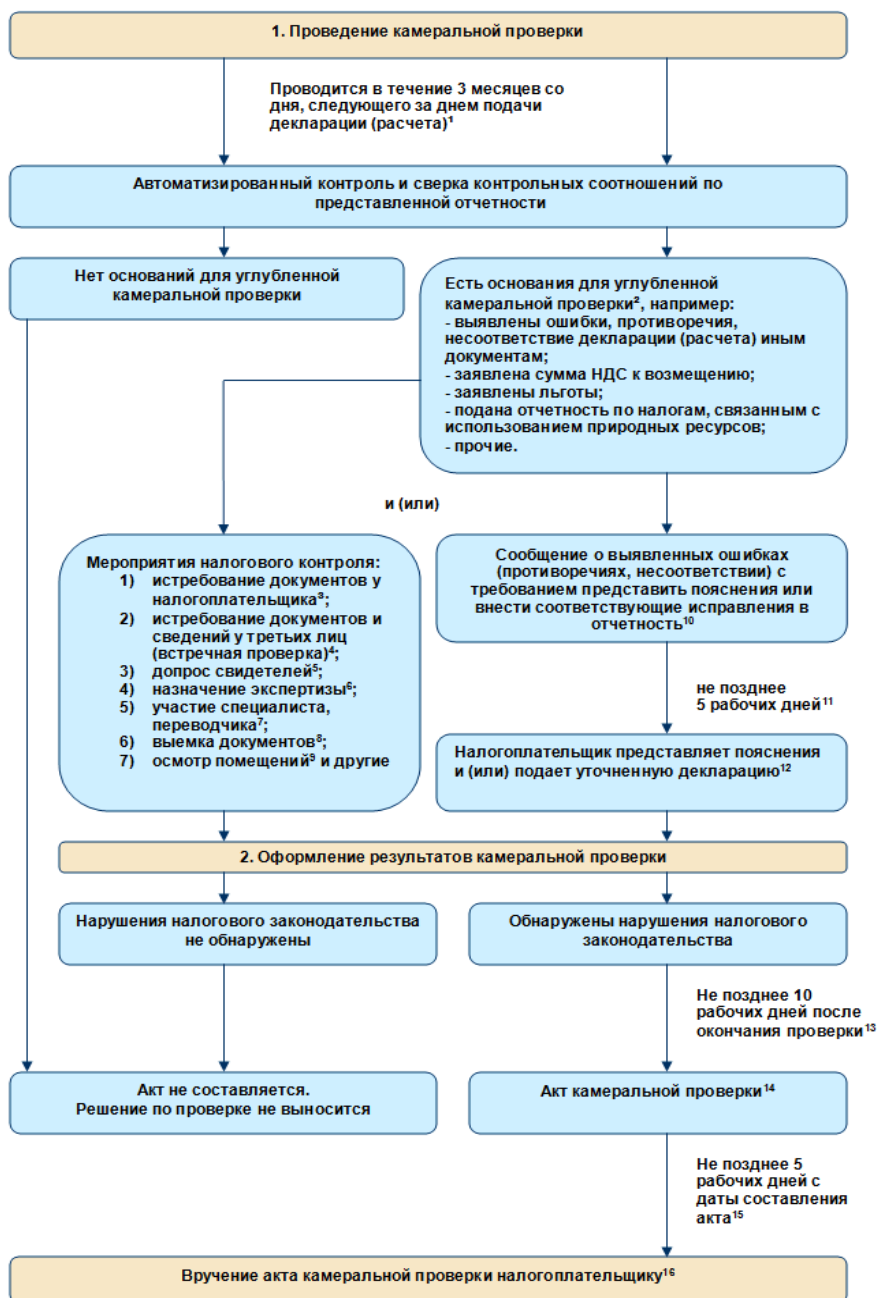 1. Проведение камеральной проверки
Проводится в течение 3 месяцев со
дня, следующего за днем подачи
декларации (расчета)¹
Автоматизированный контроль и сверка контрольных соотношений по
представленной отчетности
Нет оснований для углубленной
камеральной проверки
Есть основания для углубленной
камеральной проверки², например:
- выявлены ошибки, противоречия,
несоответствие декларации (расчета) иным
документам;
- заявлена сумма НДС к возмещению;
- заявлены льготы;
- подана отчетность по налогам, связанным с
использованием природных ресурсов;
- прочие.
и (или)
Мероприятия налогового контроля:
1) истребование документов у
налогоплательщика³;
2) истребование документов и
сведений у третьих лиц
(встречная проверка)⁴;
3) допрос свидетелей⁵;
4) назначение экспертизы⁶;
5) участие специалиста,
переводчика⁷;
6) выемка документов⁸;
7) осмотр помещений⁹ и другие
Сообщение о выявленных ошибках
(противоречиях, несоответствии) с
требованием представить пояснения или
внести соответствующие исправления в
отчетность¹⁰
не позднее
5 рабочих дней¹¹
Налогоплательщик представляет пояснения
и (или) подает уточненную декларацию¹²
2. Оформление результатов камеральной проверки
Нарушения налогового законодательства
не обнаружены
Обнаружены нарушения налогового
законодательства
Не позднее 10
рабочих дней после
окончания проверки¹³
Акт не составляется.
Решение по проверке не выносится
Акт камеральной проверки¹⁴
Не позднее 5
рабочих дней с
даты составления
акта¹⁵
Вручение акта камеральной проверки налогоплательщику¹⁶